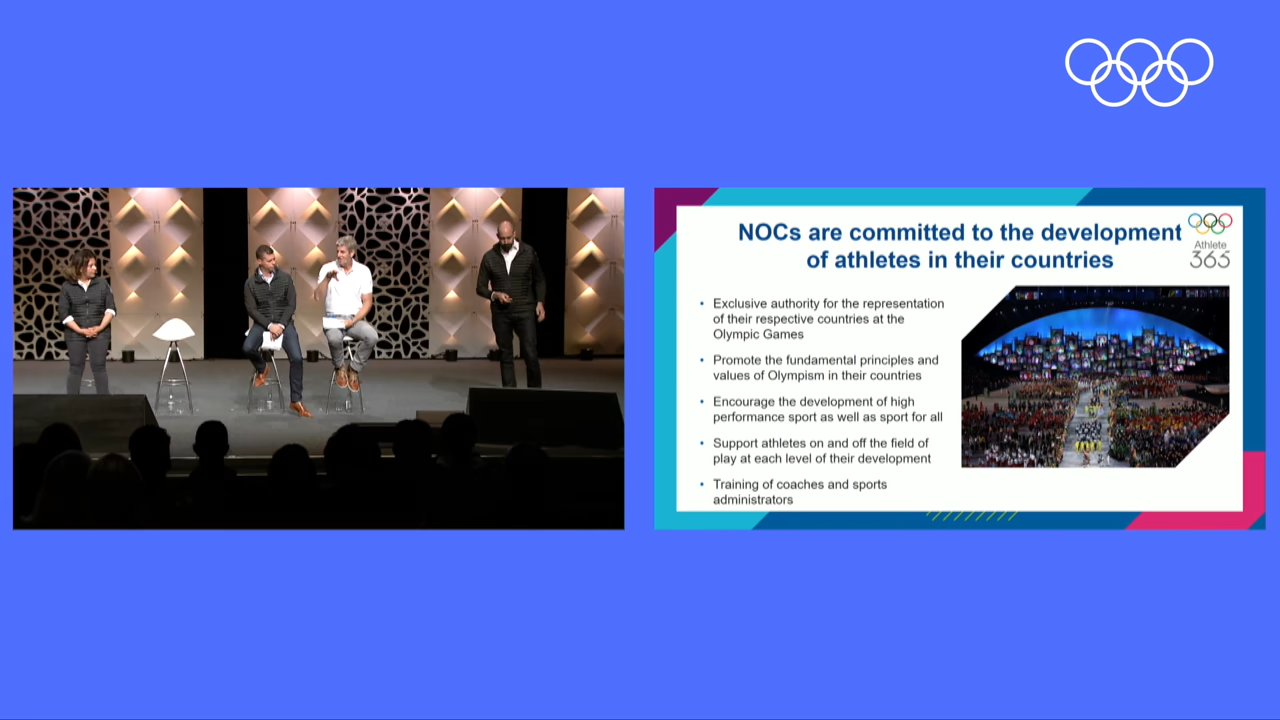 NOCs are committed to the development
of athletes in their countries
Athlete
365
• Exclusive authority for the representation
of their respective countries at the
Olympic Games
• Promote the fundamental principles and
values of Olympism in their countries
• Encourage the development of high
performance sport as well as sport for all
• Support athletes on and off the field of
play at each level of their development
• Training of coaches and sports
administrators